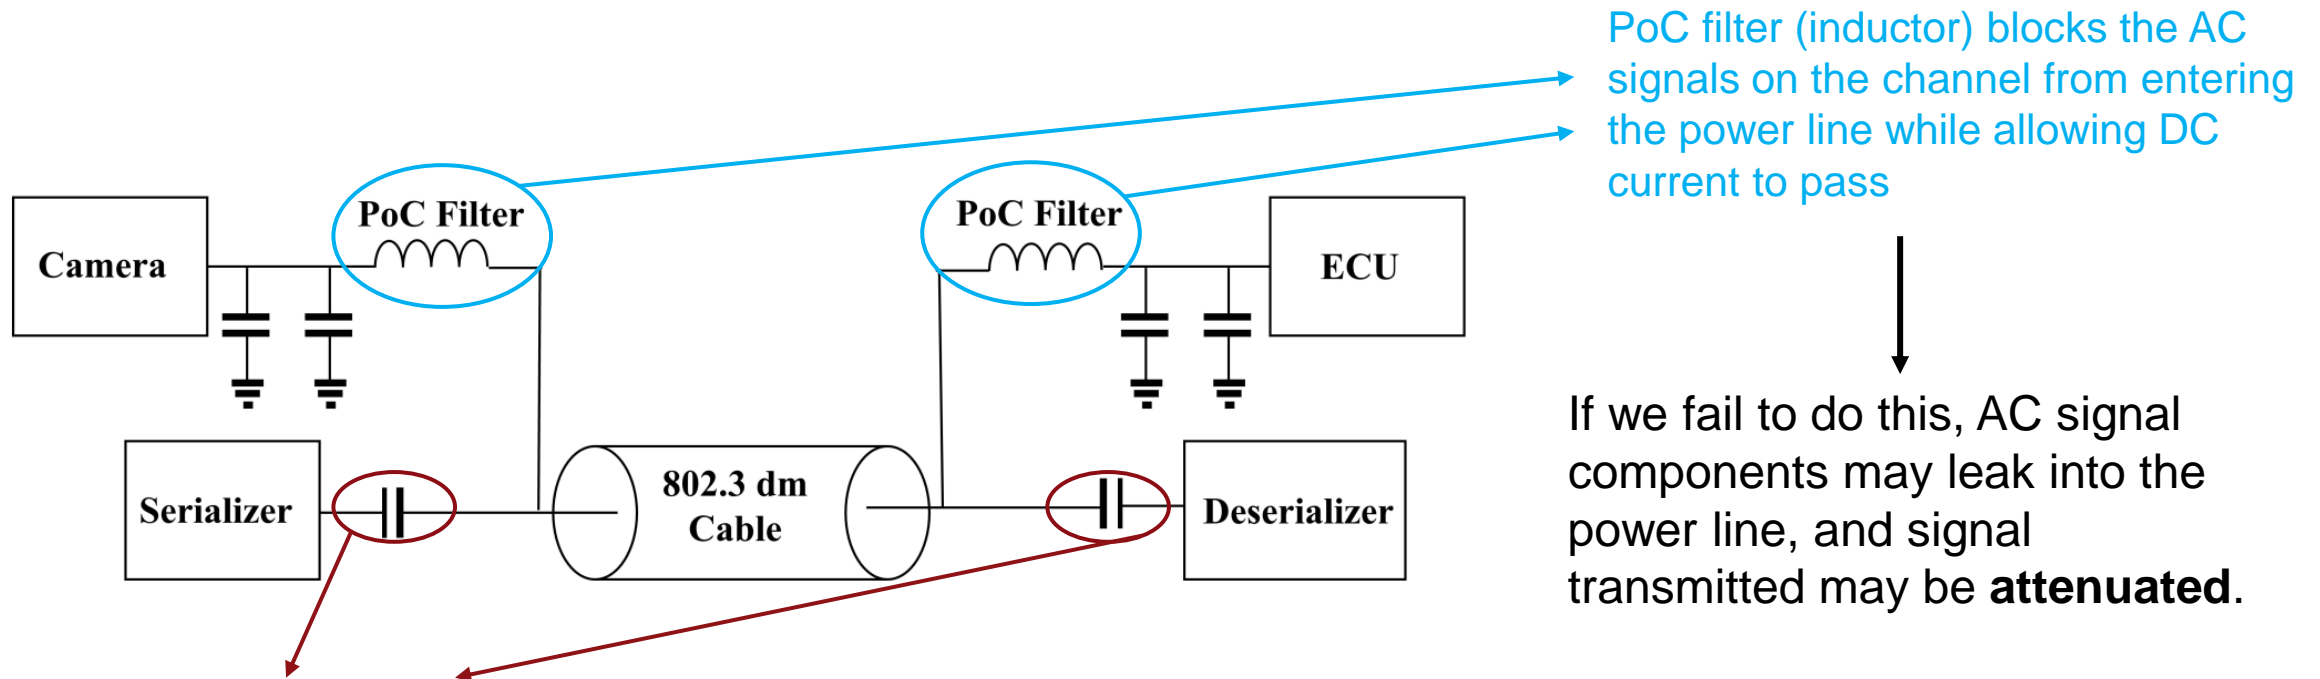 PoC filter (inductor) blocks the AC
signals on the channel from entering
the power line while allowing DC
current to pass
PoC Filter
PoC Filter
Camera
ECU
If we fail to do this, AC signal
components may leak into the
power line, and signal
transmitted may be attenuated.
802.3 dm
Cable
Serializer
Deserializer